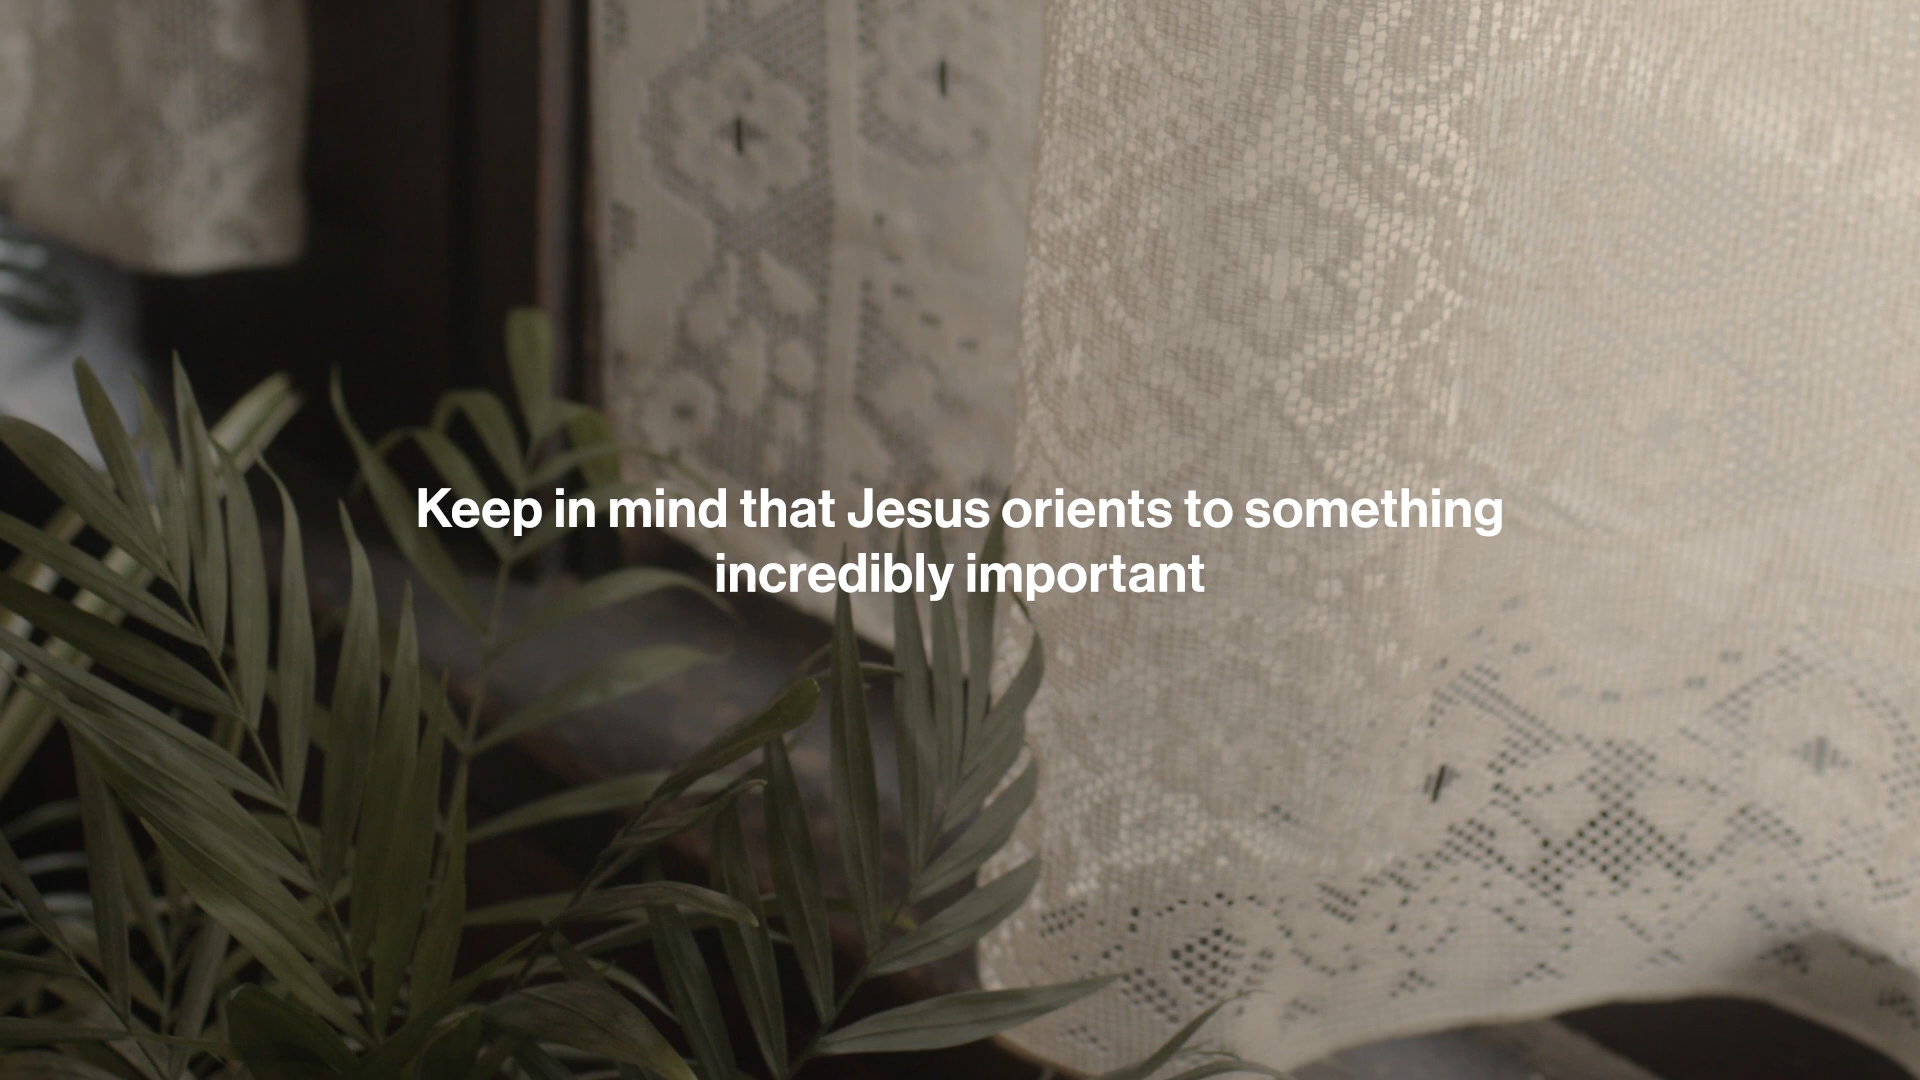 Keep in mind that Jesus orients to something
incredibly important